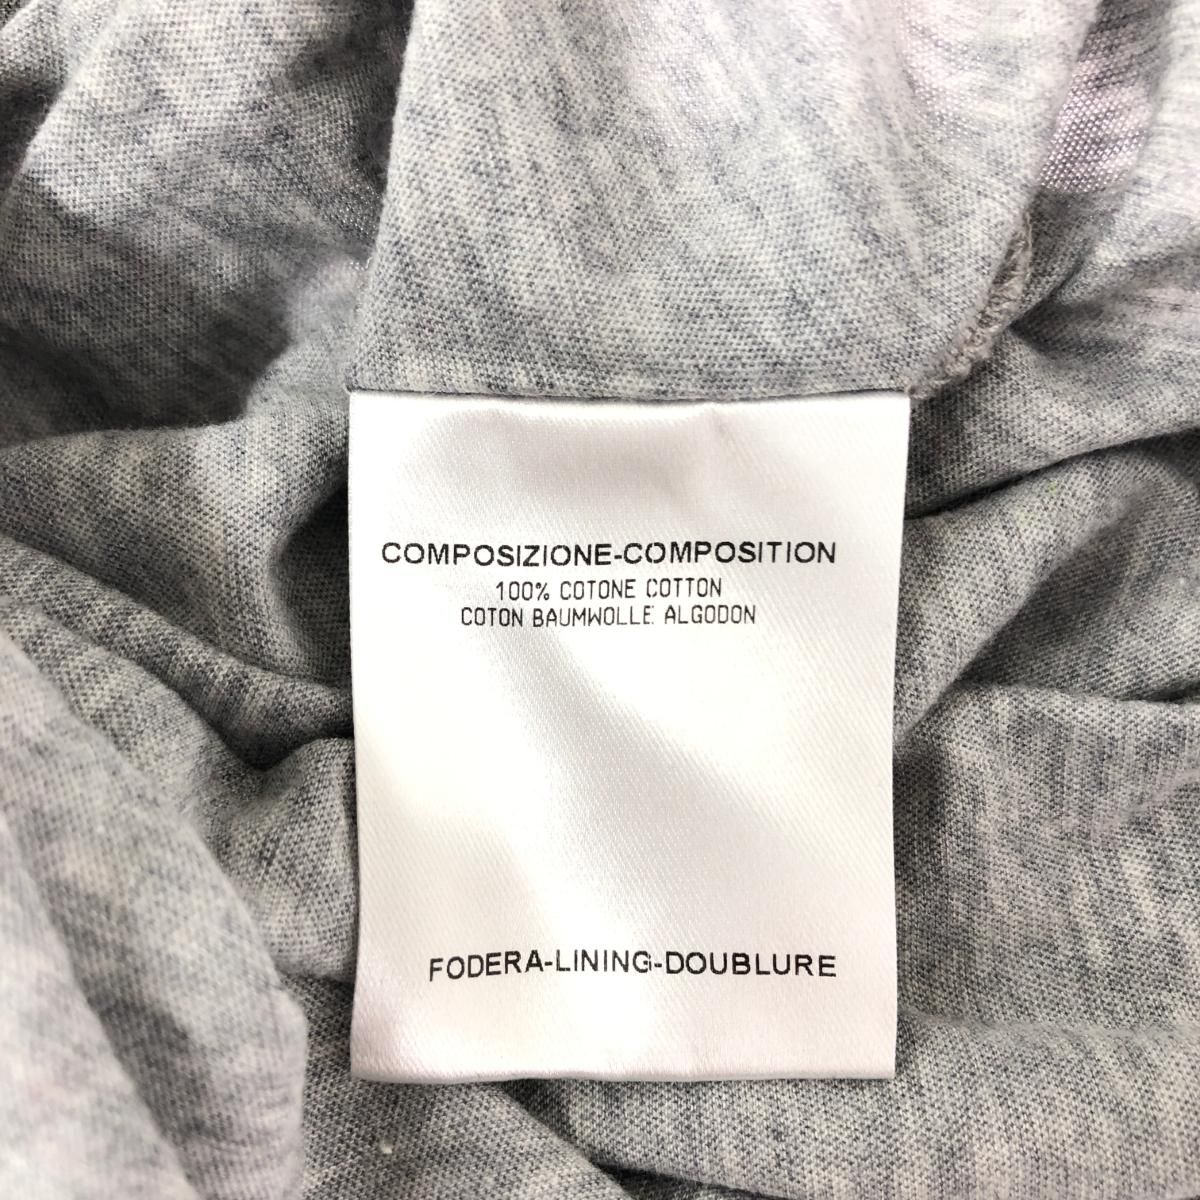 COMPOSIZIONE-COMPOSITION
100% COTONE COTTON
COTON BAUMWOLLE ALGODON
FODERA-LINING-DOUBLURE